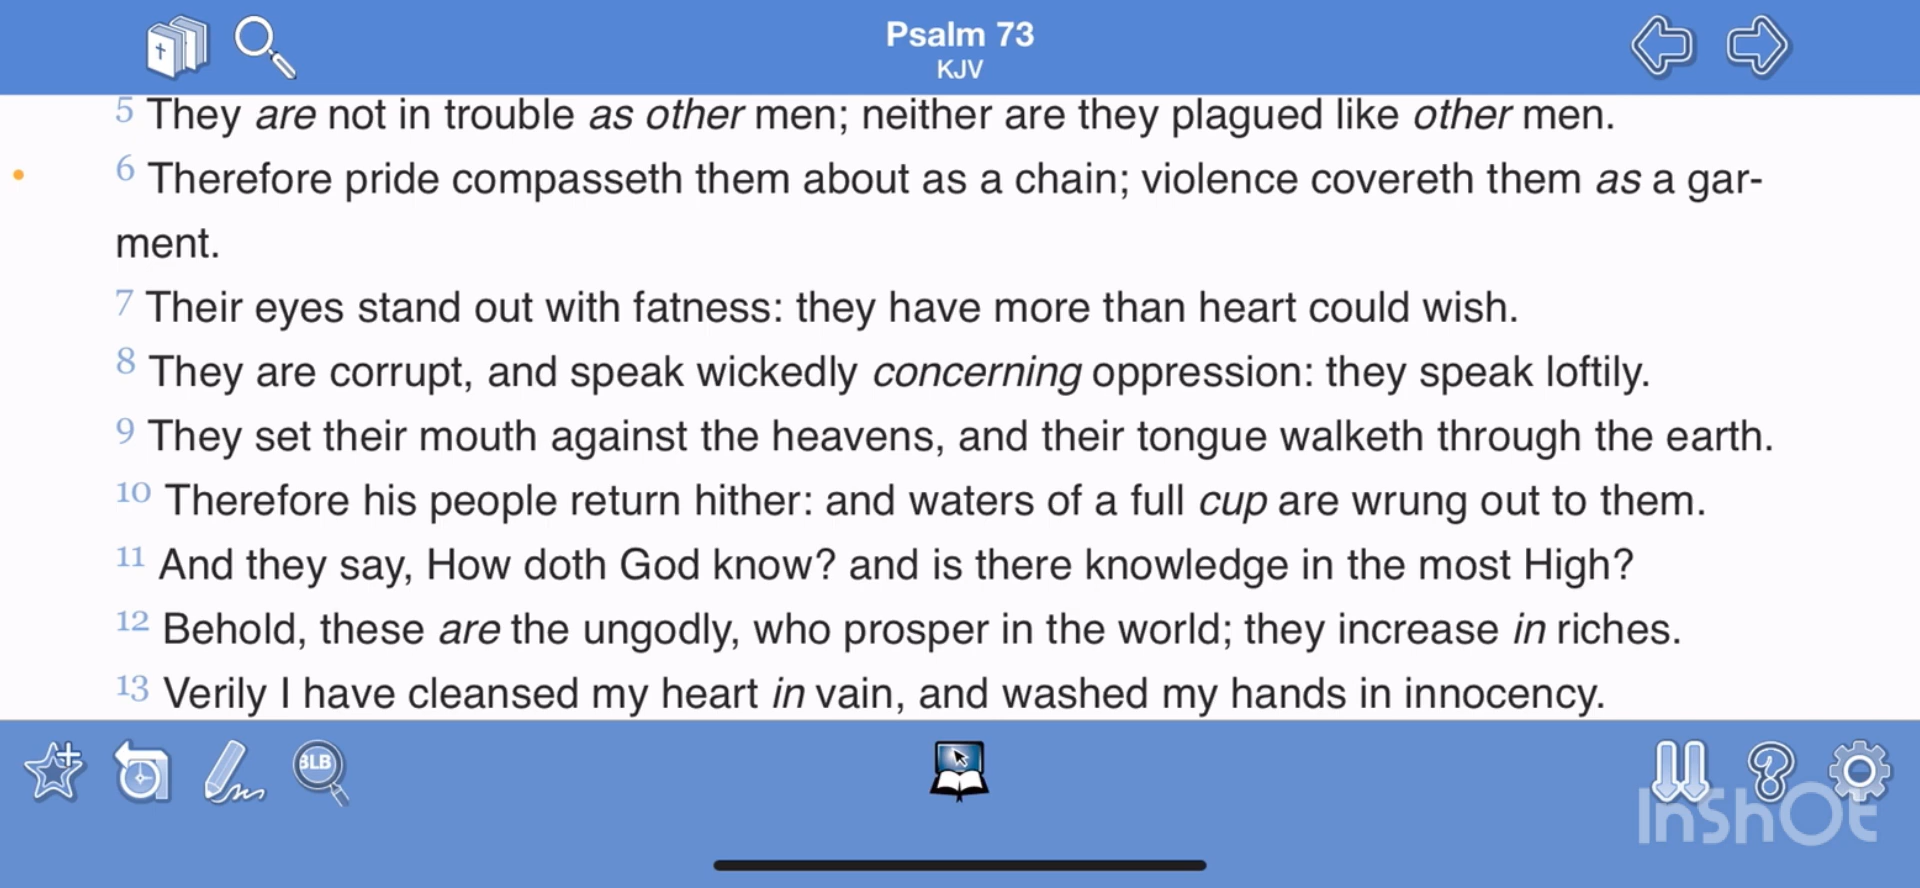 Psalm 73
KJV
5 They are not in trouble as other men; neither are they plagued like other men.
6 Therefore pride compasseth them about as a chain; violence covereth them as a gar-
ment.
7 Their eyes stand out with fatness: they have more than heart could wish.
8 They are corrupt, and speak wickedly concerning oppression: they speak loftily.
9 They set their mouth against the heavens, and their tongue walketh through the earth.
10 Therefore his people return hither: and waters of a full cup are wrung out to them.
11 And they say, How doth God know? and is there knowledge in the most High?
12 Behold, these are the ungodly, who prosper in the world; they increase in riches.
13 Verily I have cleansed my heart in vain, and washed my hands in innocency.
BLB
InShOt